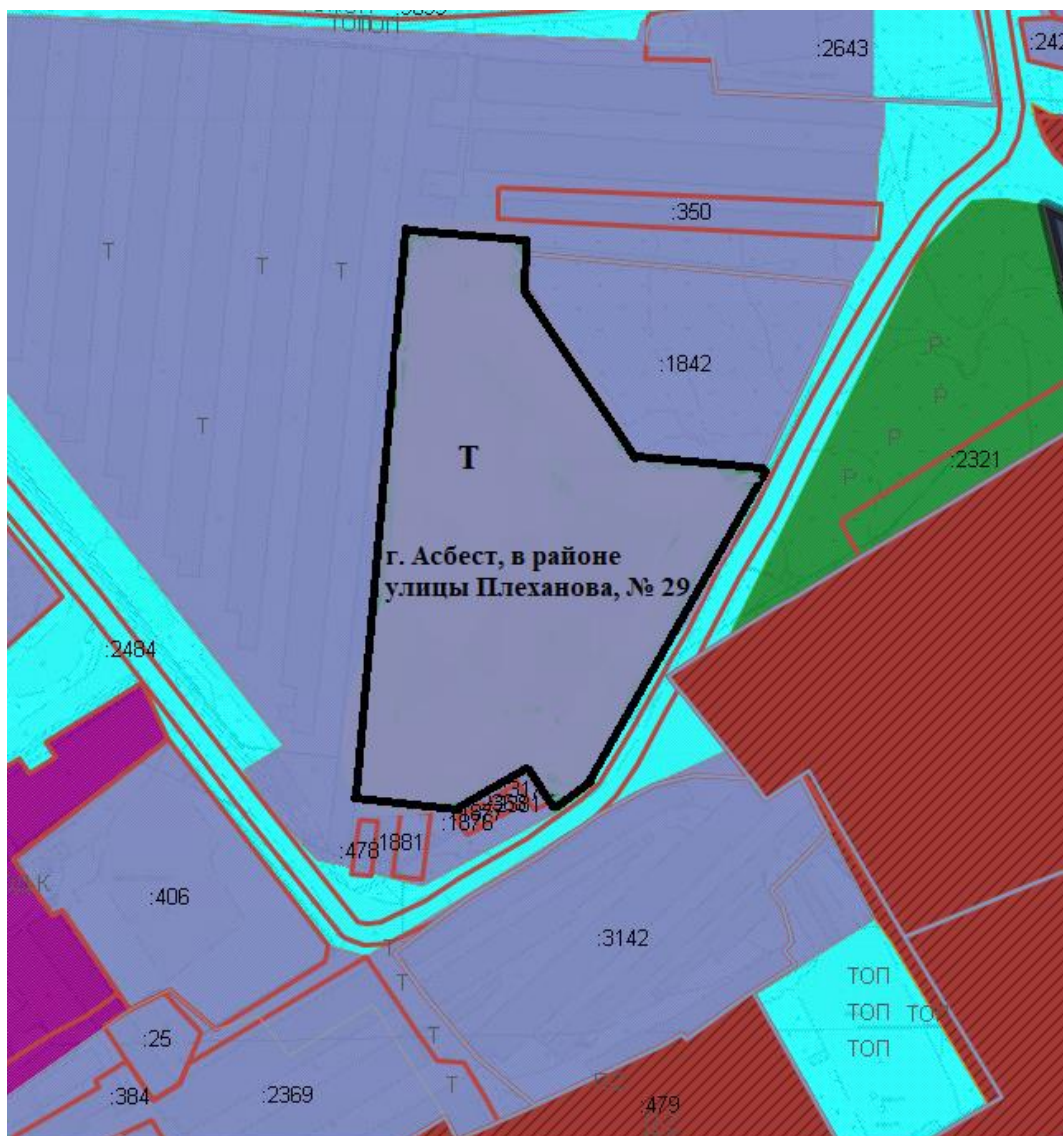 :2643
:350
Т
Т
Т
:1842
Р
Р
Р
Р
Т
Т
:2321
г. Асбест, в районе
улицы Плеханова, № 29
:2484
:1876
:478
:1881
:406
:3142
Т
Т
ТОП
ТОП
ТОП
:25
Т
Т
:384
:2369
:479